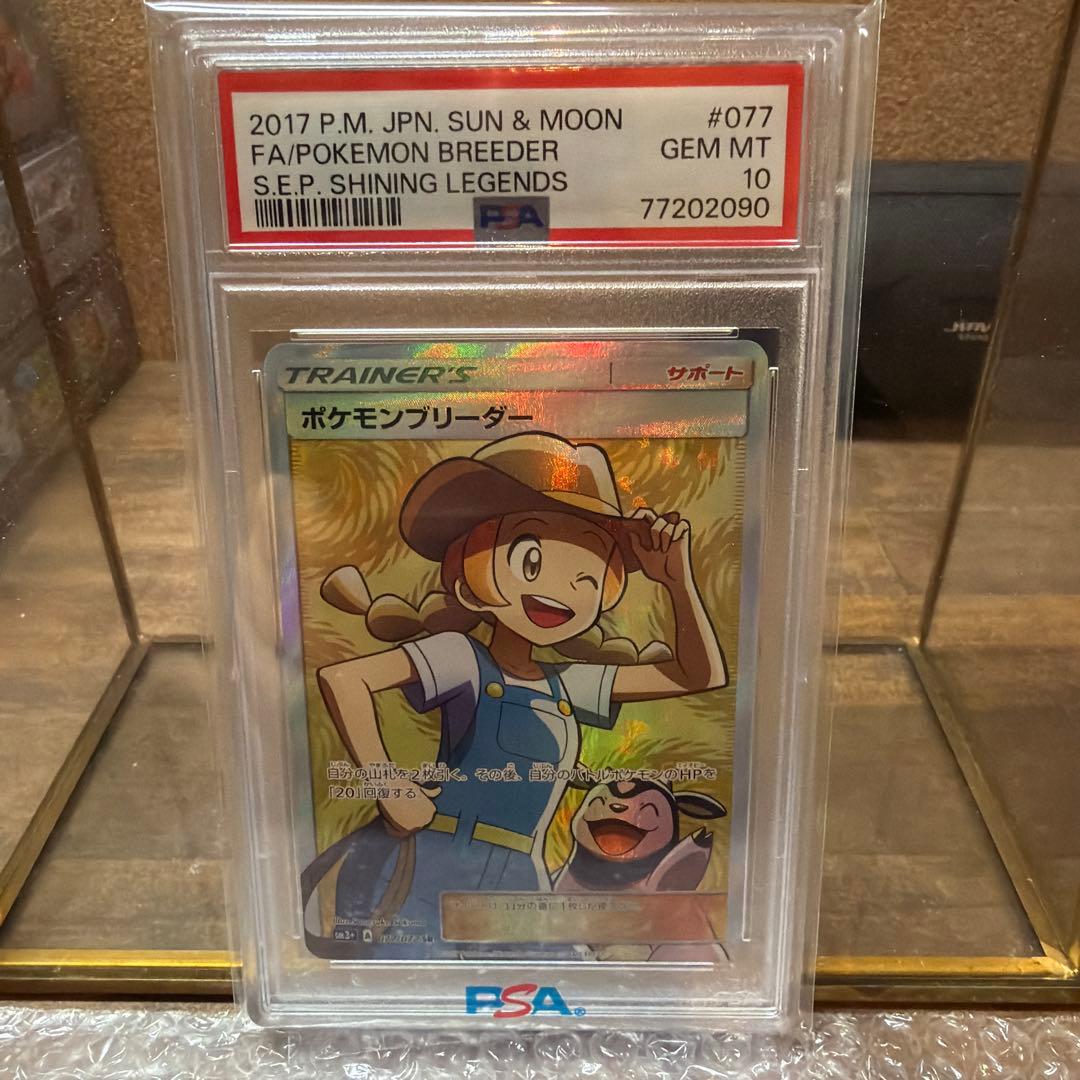 2017 P.M. JPN. SUN & MOON #077
FA/POKEMON BREEDER GEM MT
S.E.P. SHINING LEGENDS 10
PSA 77202090
TRAINER'S サポート
ポケモンブリーダー
自分の山札を2枚引く。その後、自分のバトルポケモンのHPを
「20」回復する
sm3+ A
PSA